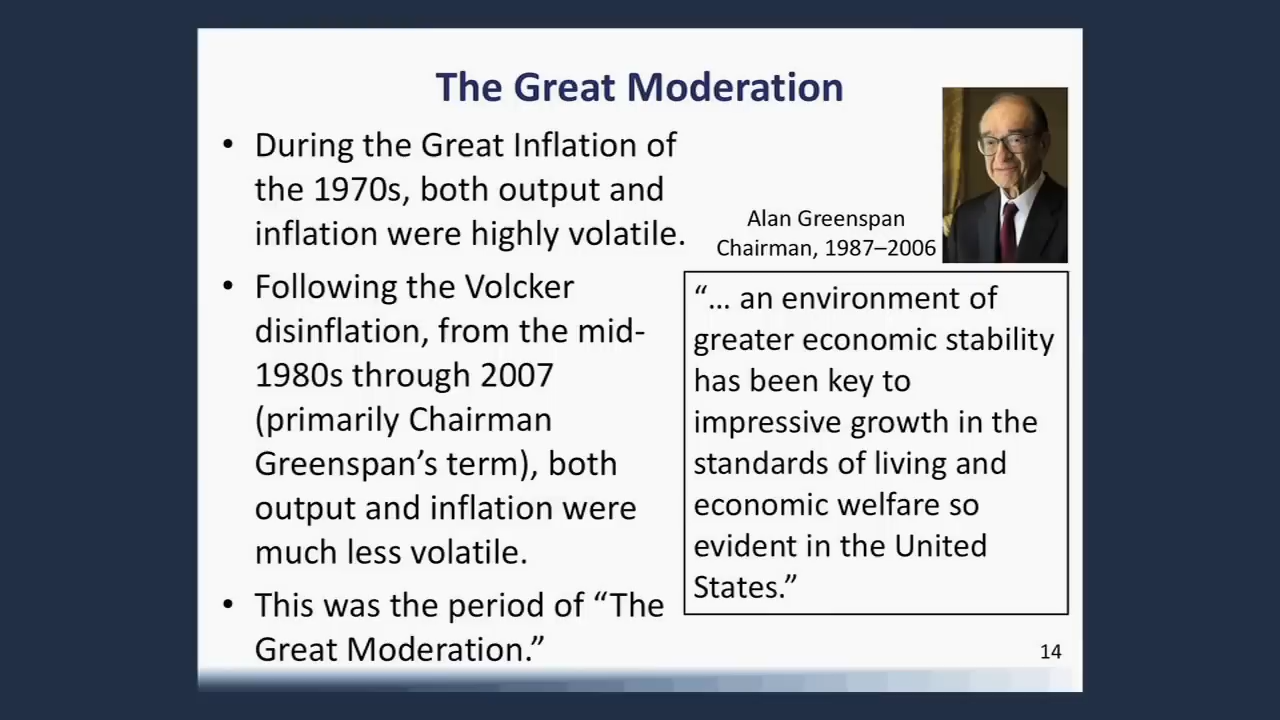 The Great Moderation
• During the Great Inflation of
the 1970s, both output and
inflation were highly volatile.
• Following the Volcker
disinflation, from the mid-
1980s through 2007
(primarily Chairman
Greenspan’s term), both
output and inflation were
much less volatile.
• This was the period of “The
Great Moderation.”
Alan Greenspan
Chairman, 1987–2006
“… an environment of
greater economic stability
has been key to
impressive growth in the
standards of living and
economic welfare so
evident in the United
States.”
14